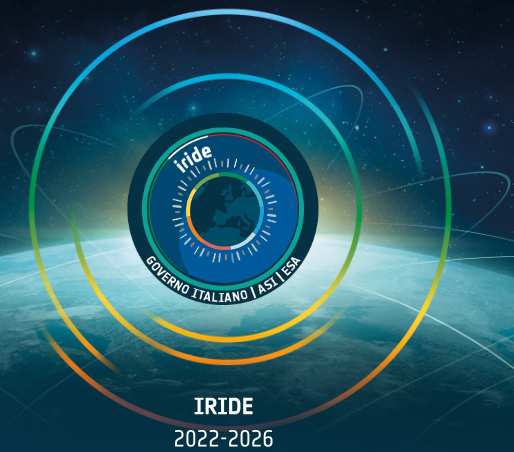 iride
GOVERNO ITALIANO | ASI | ESA
IRIDE
2022-2026